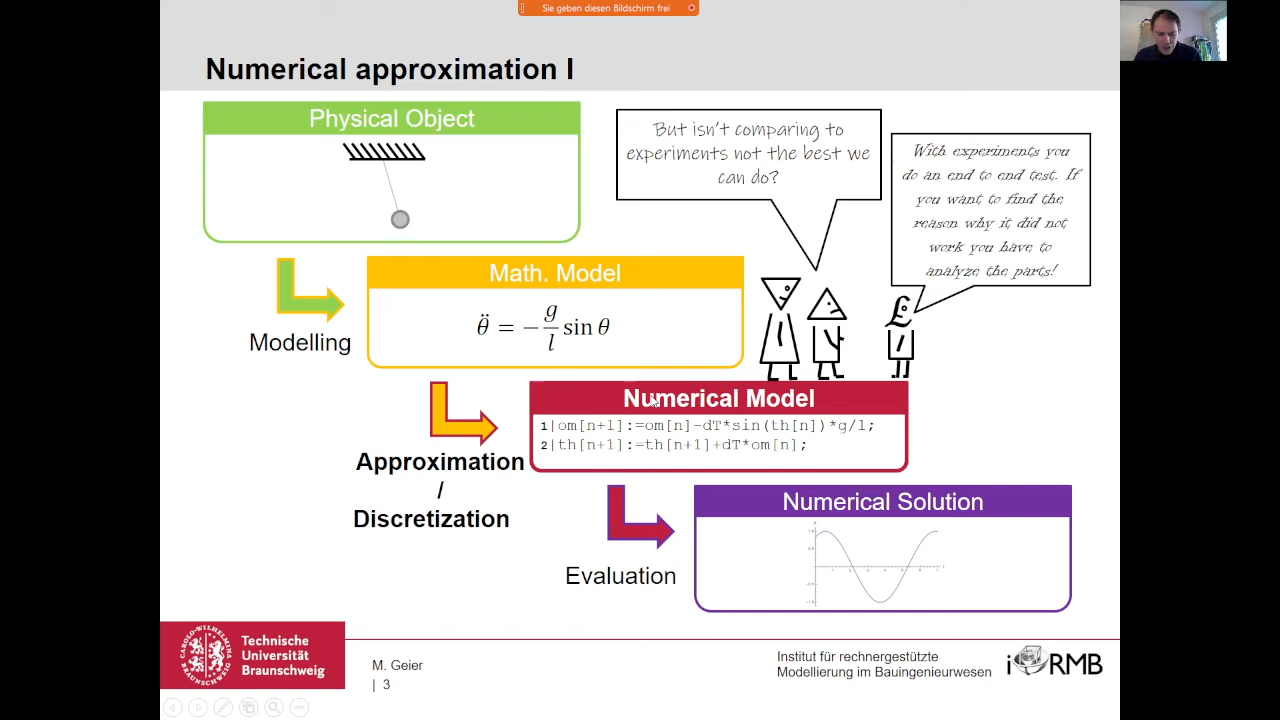 Sie geben diesen Bildschirm frei
Numerical approximation I
Physical Object
But isn't comparing to
experiments not the best we
can do?
With experiments you
do an end to end test. If
you want to find the
reason why it did not
work you have to
analyze the parts!
Modelling
Math. Model
θ̈ = − g/l sin θ
Approximation
/
Discretization
Numerical Model
1|om[n+1]:=om[n]-dT*sin(th[n])*g/l;
2|th[n+1]:=th[n+1]+dT*om[n];
Evaluation
Numerical Solution
Technische
Universität
Braunschweig
M. Geier
| 3
Institut für rechnergestützte
Modellierung im Bauingenieurwesen
iRMB